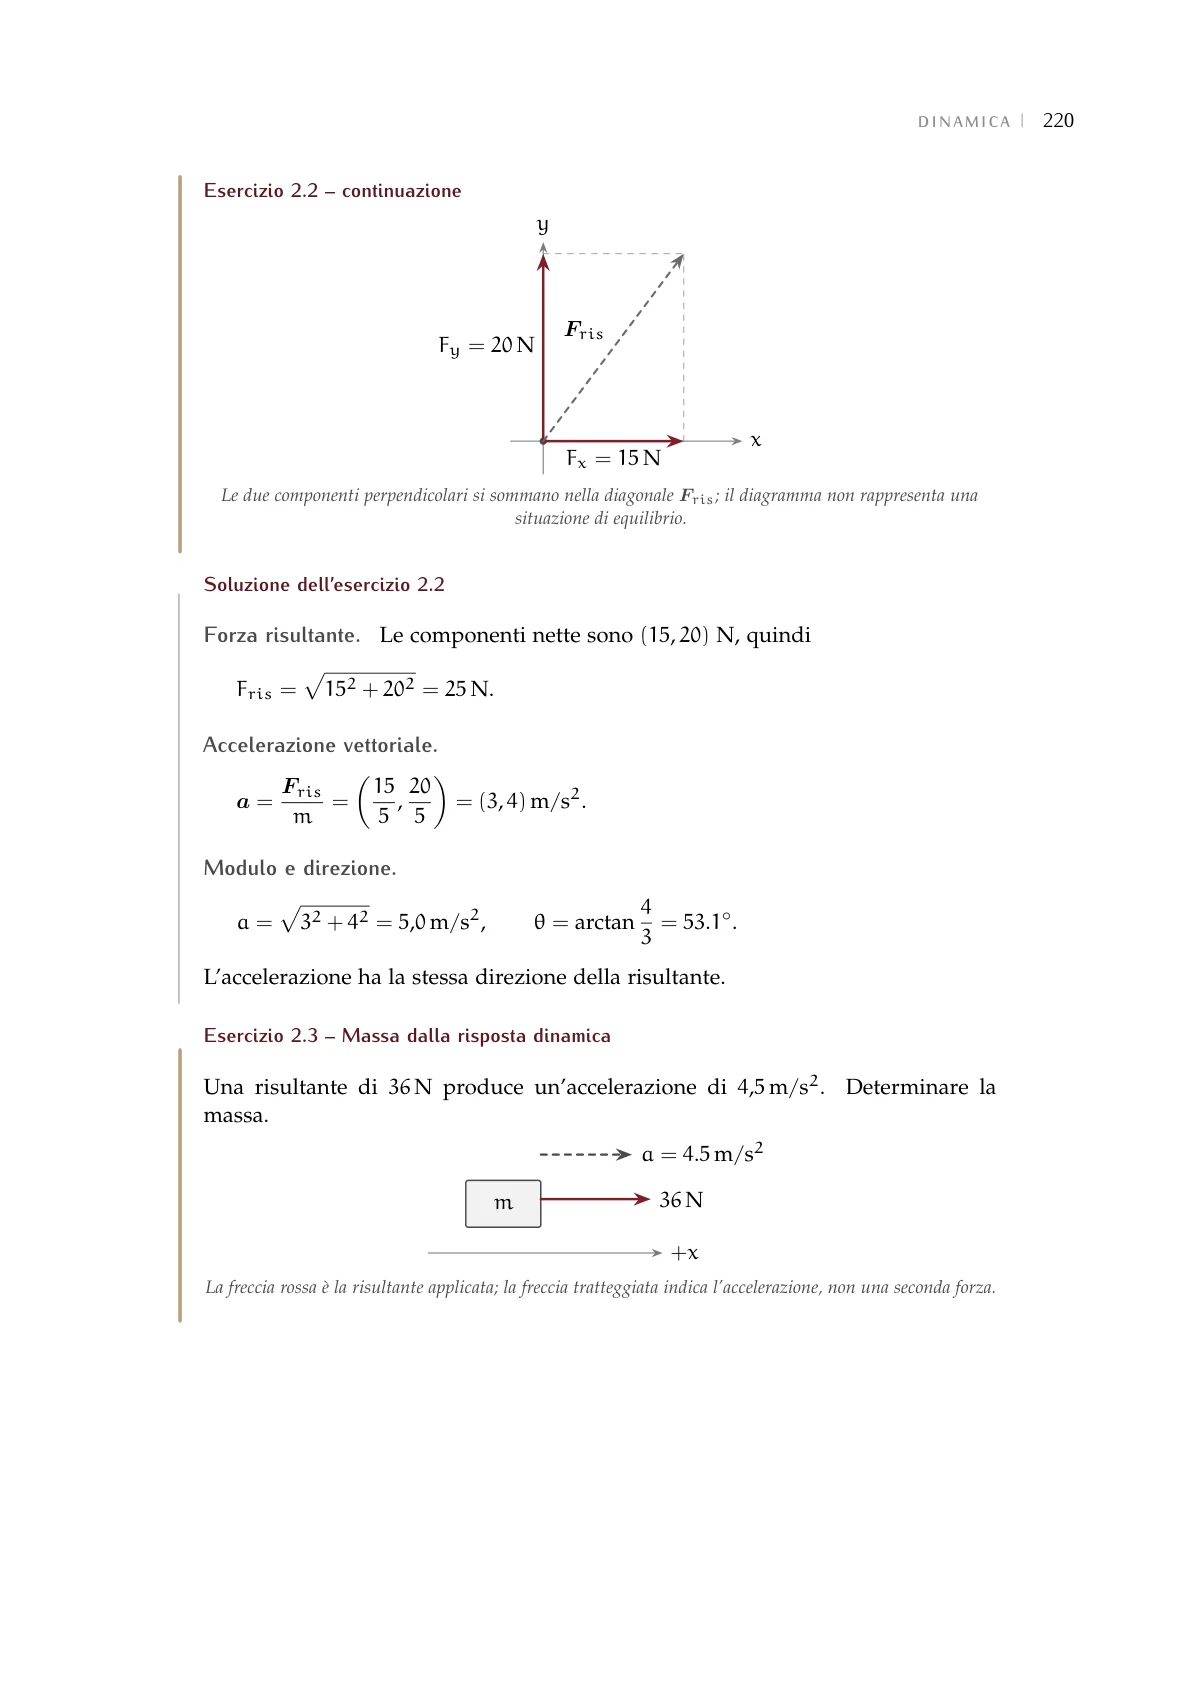 DINAMICA | 220
Esercizio 2.2 – continuazione
y
F_ris
F_y = 20 N
x
F_x = 15 N
Le due componenti perpendicolari si sommano nella diagonale F_ris; il diagramma non rappresenta una
situazione di equilibrio.
Soluzione dell'esercizio 2.2
Forza risultante. Le componenti nette sono (15, 20) N, quindi
F_ris = √(15² + 20²) = 25 N.
Accelerazione vettoriale.
a = F_ris/m = (15/5, 20/5) = (3, 4) m/s².
Modulo e direzione.
a = √(3² + 4²) = 5,0 m/s², θ = arctan 4/3 = 53.1°.
L'accelerazione ha la stessa direzione della risultante.
Esercizio 2.3 – Massa dalla risposta dinamica
Una risultante di 36 N produce un'accelerazione di 4,5 m/s². Determinare la
massa.
a = 4.5 m/s²
m
36 N
+x
La freccia rossa è la risultante applicata; la freccia tratteggiata indica l'accelerazione, non una seconda forza.